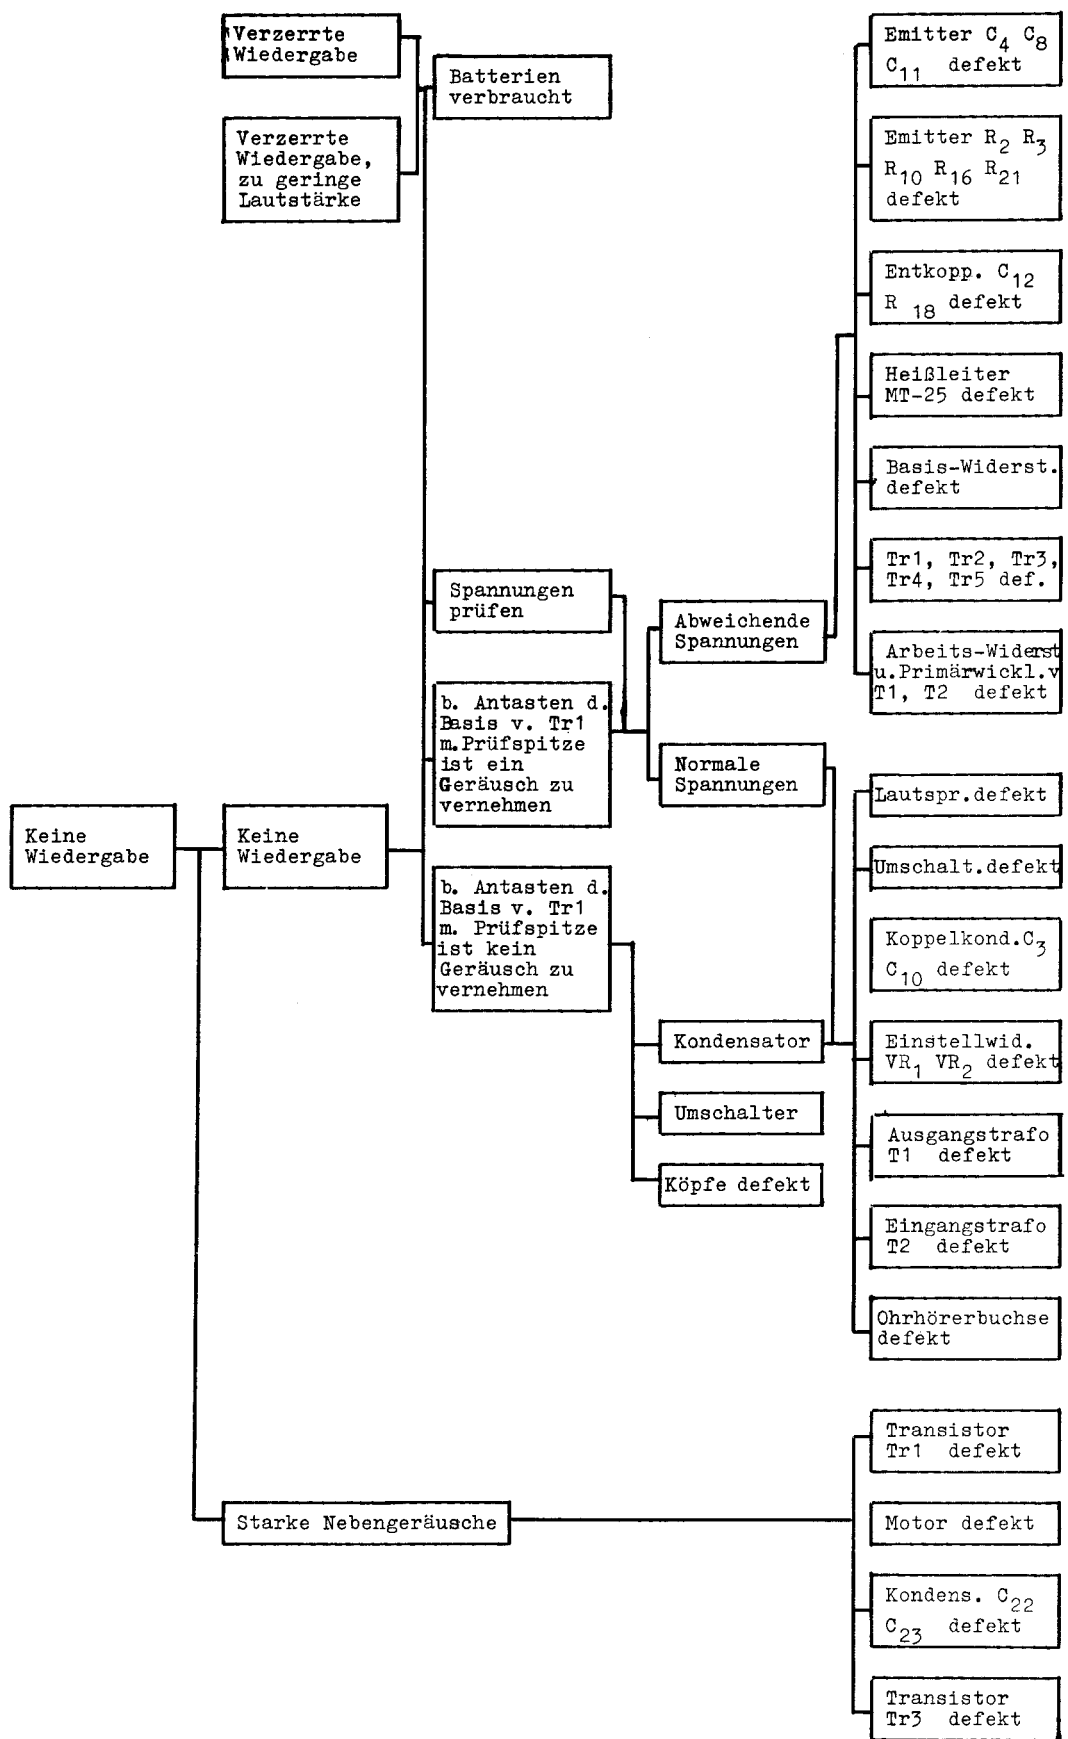 Verzerrte
Wiedergabe
Verzerrte
Wiedergabe,
zu geringe
Lautstärke
Keine
Wiedergabe
Keine
Wiedergabe
Batterien
verbraucht
Spannungen
prüfen
b. Antasten d.
Basis v. Tr1
m.Prüfspitze
ist ein
Geräusch zu
vernehmen
b. Antasten d.
Basis v. Tr1
m. Prüfspitze
ist kein
Geräusch zu
vernehmen
Abweichende
Spannungen
Normale
Spannungen
Kondensator
Umschalter
Köpfe defekt
Emitter C4 C8
C11 defekt
Emitter R2 R3
R10 R16 R21
defekt
Entkopp. C12
R 18 defekt
Heißleiter
MT-25 defekt
Basis-Widerst.
defekt
Tr1, Tr2, Tr3,
Tr4, Tr5 def.
Arbeits-Widerst
u.Primärwickl.v
T1, T2 defekt
Lautspr.defekt
Umschalt.defekt
Koppelkond.C3
C10 defekt
Einstellwid.
VR1 VR2 defekt
Ausgangstrafo
T1 defekt
Eingangstrafo
T2 defekt
Ohrhörerbuchse
defekt
Starke Nebengeräusche
Transistor
Tr1 defekt
Motor defekt
Kondens. C22
C23 defekt
Transistor
Tr3 defekt